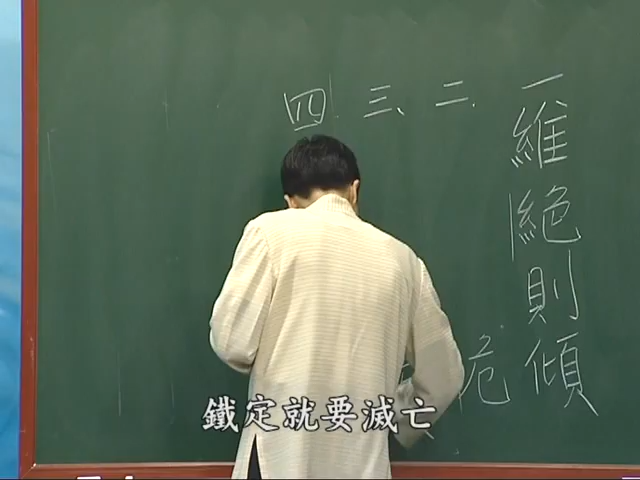 一維絕則傾
二、
危
三、
四、
鐵定就要滅亡